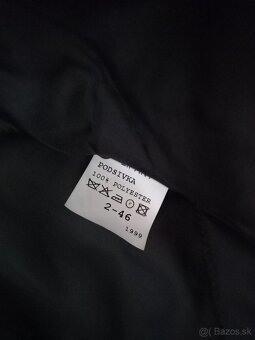 PODSIVKA
100% POLYESTER
2-46
1999
Bazos.sk